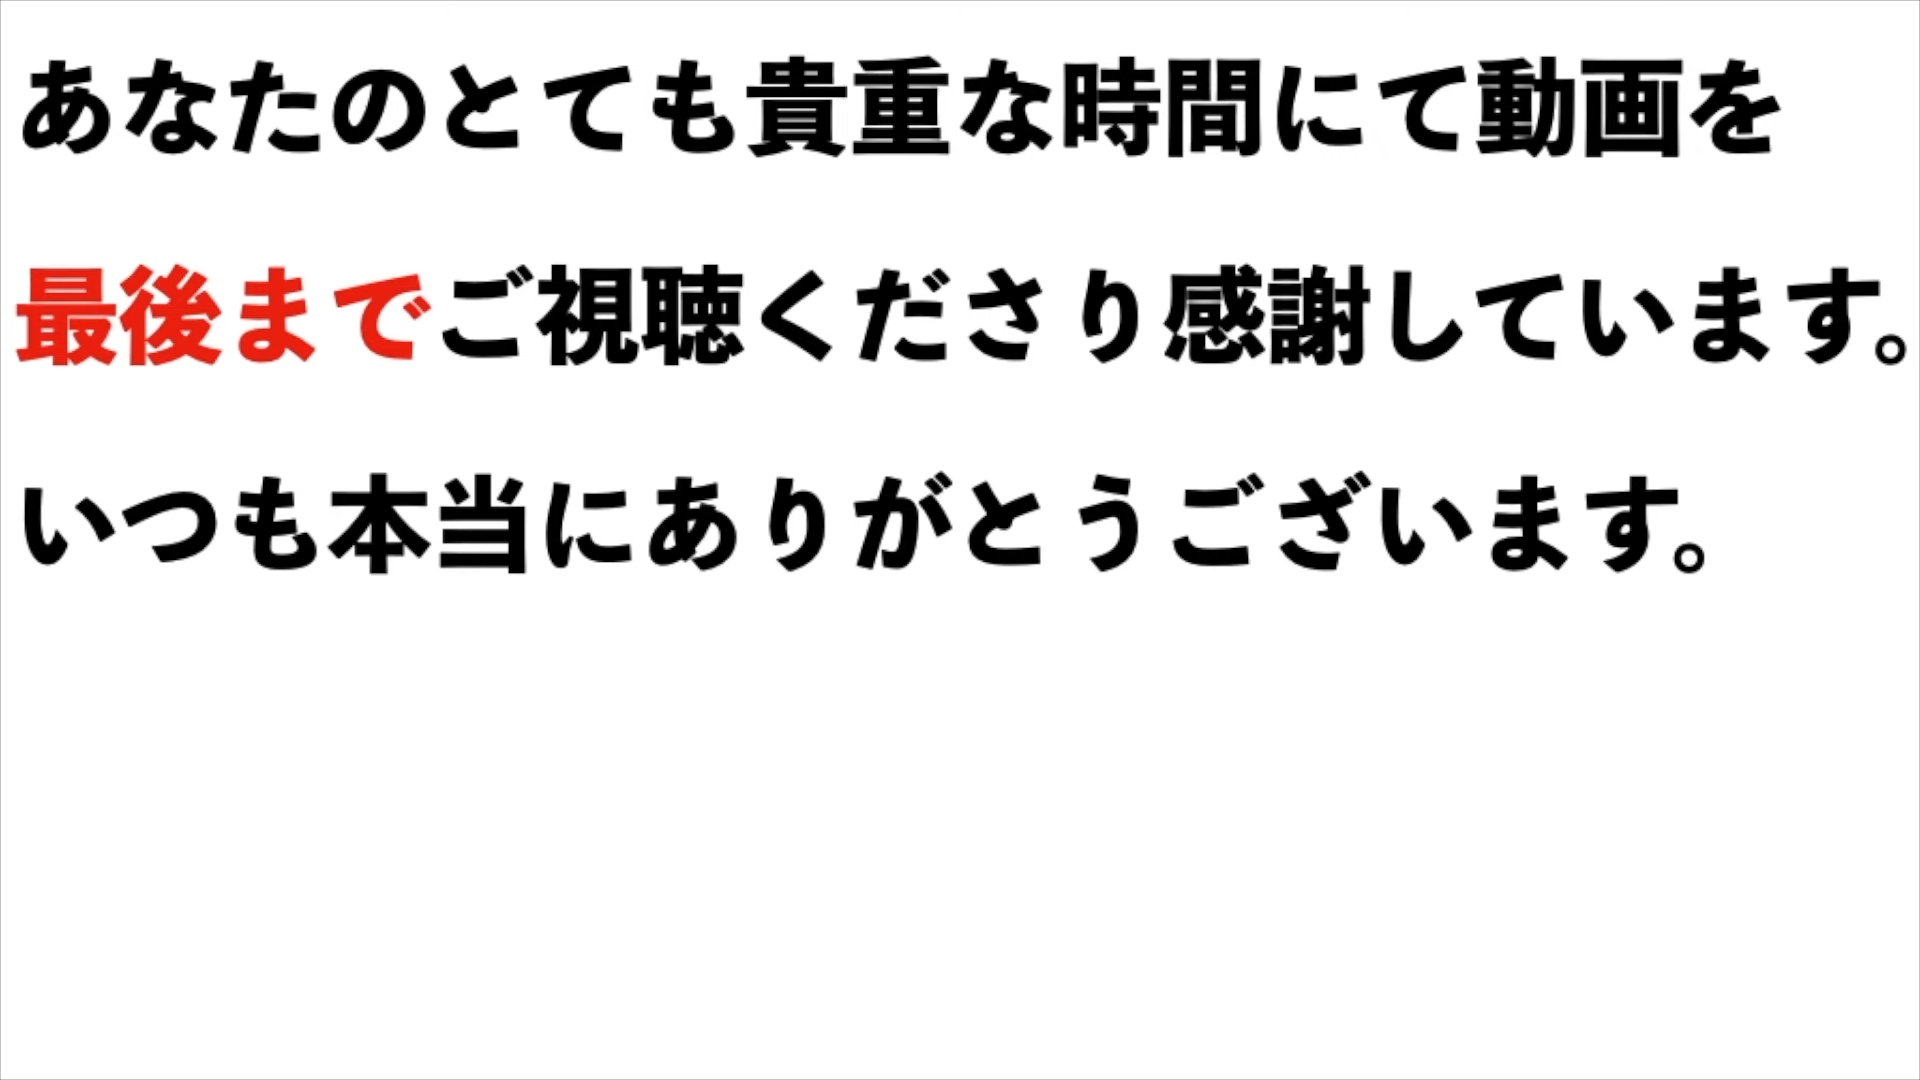 あなたのとても貴重な時間にて動画を
最後までご視聴くださり感謝しています。
いつも本当にありがとうございます。